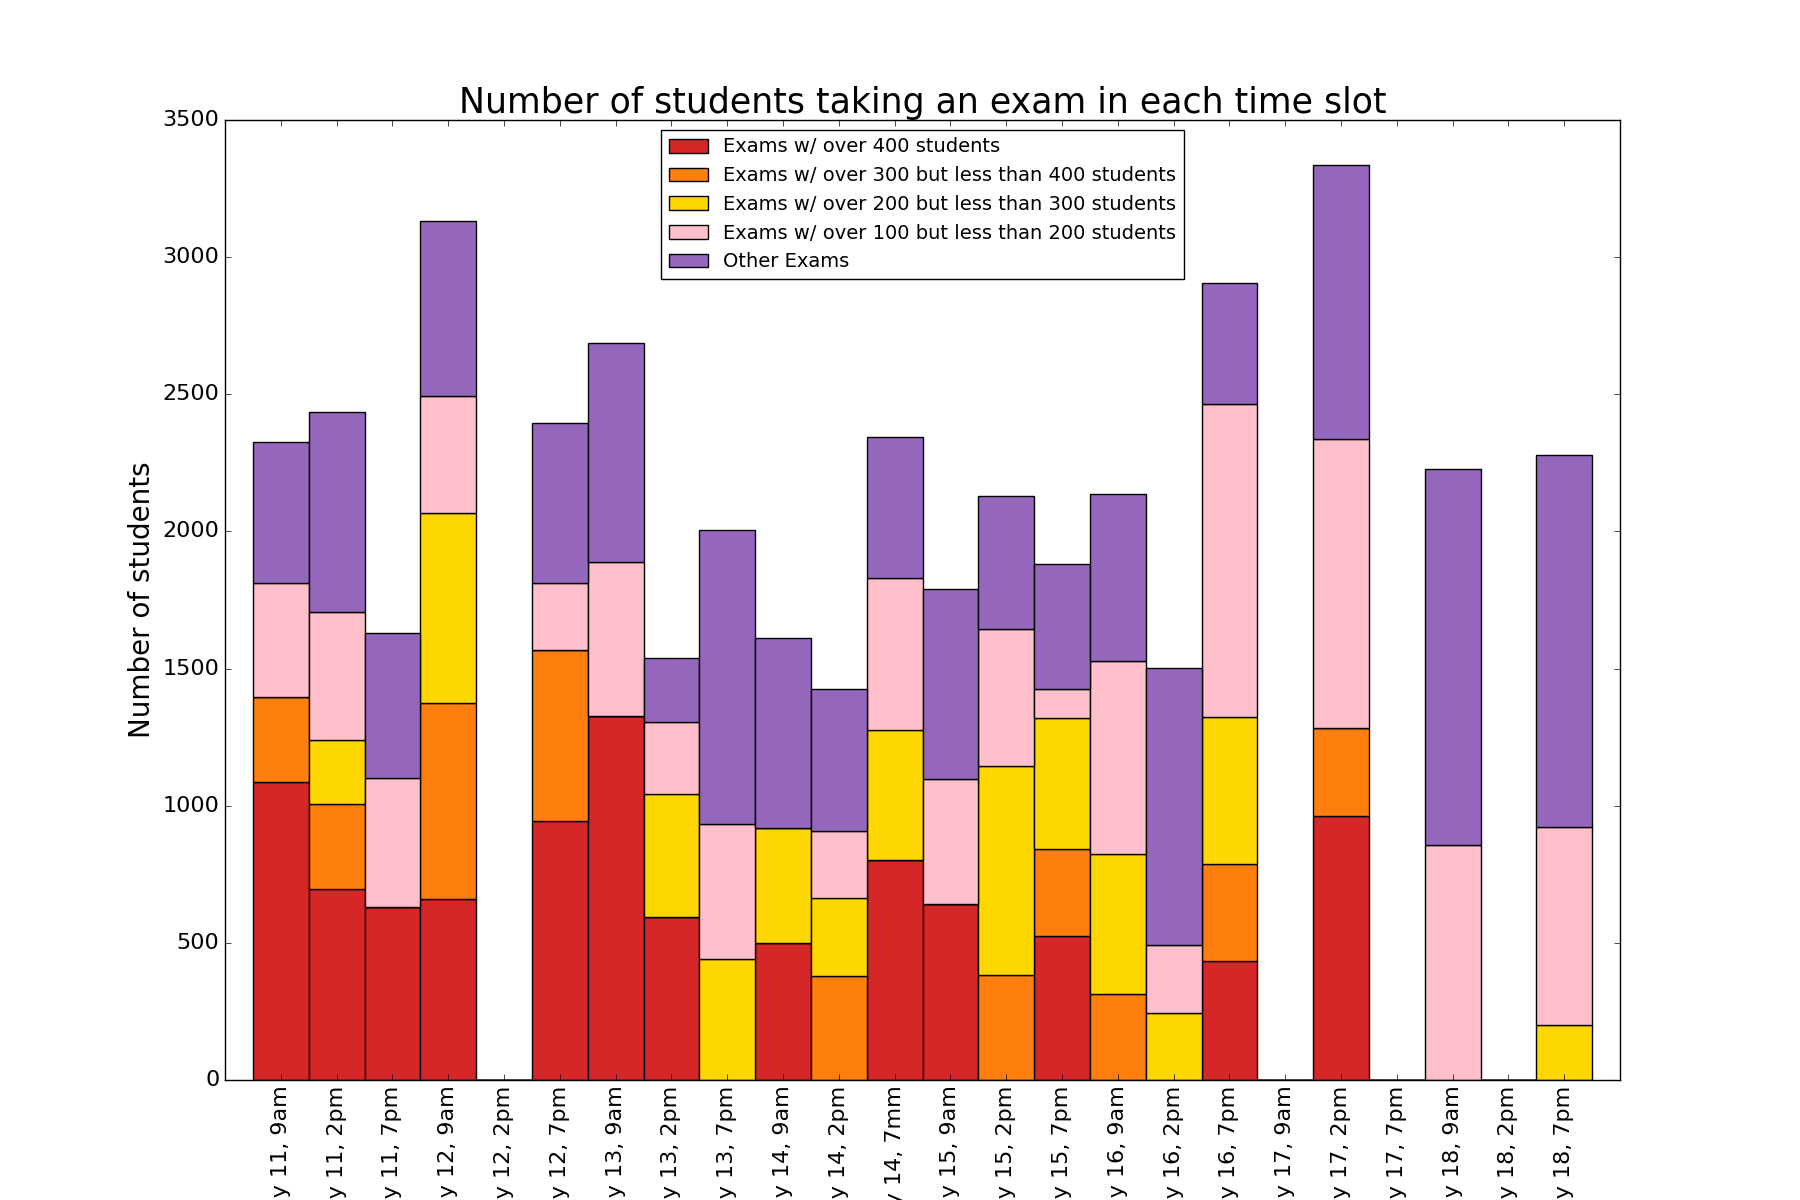 Number of students taking an exam in each time slot
Exams w/ over 400 students
Exams w/ over 300 but less than 400 students
Exams w/ over 200 but less than 300 students
Exams w/ over 100 but less than 200 students
Other Exams
Number of students
3500
3000
2500
2000
1500
1000
500
0
y 11, 9am
y 11, 2pm
y 11, 7pm
y 12, 9am
y 12, 2pm
y 12, 7pm
y 13, 9am
y 13, 2pm
y 13, 7pm
y 14, 9am
y 14, 2pm
y 14, 7mm
y 15, 9am
y 15, 2pm
y 15, 7pm
y 16, 9am
y 16, 2pm
y 16, 7pm
y 17, 9am
y 17, 2pm
y 17, 7pm
y 18, 9am
y 18, 2pm
y 18, 7pm